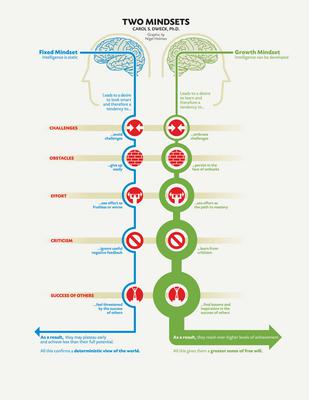 TWO MINDSETS
CAROL S. DWECK, Ph.D.
Graphic by
Nigel Holmes
Fixed Mindset
Intelligence is static
Growth Mindset
Intelligence can be developed
Leads to a desire
to look smart
and therefore a
tendency to...
Leads to a desire
to learn and
therefore a
tendency to...
CHALLENGES
...avoid
challenges
...embrace
challenges
OBSTACLES
...give up
easily
...persist in the
face of setbacks
EFFORT
...see effort as
fruitless or worse
...see effort as
the path to mastery
CRITICISM
...ignore useful
negative feedback
...learn from
criticism
SUCCESS OF OTHERS
...feel threatened
by the success
of others
...find lessons and
inspiration in the
success of others
As a result, they may plateau early
and achieve less than their full potential.
All this confirms a deterministic view of the world.
As a result, they reach ever-higher levels of achievement.
All this gives them a greater sense of free will.